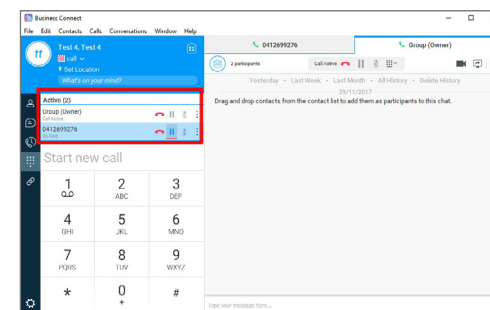 Business Connect
File Edit Contacts Calls Conversations Window Help
tt
Test 4, Test 4
call
Set Location
What's on your mind?
0412699276
Group (Owner)
2 participants
Call Active
Yesterday - Last Week - Last Month - All History - Delete History
29/11/2017
Drag and drop contacts from the contact list to add them as participants to this chat.
Active (2)
Group (Owner)
Call Active
0412699276
On Hold
Start new call
1
2 ABC
3 DEF
4 GHI
5 JKL
6 MNO
7 PQRS
8 TUV
9 WXYZ
*
0 +
#
Type your message here...